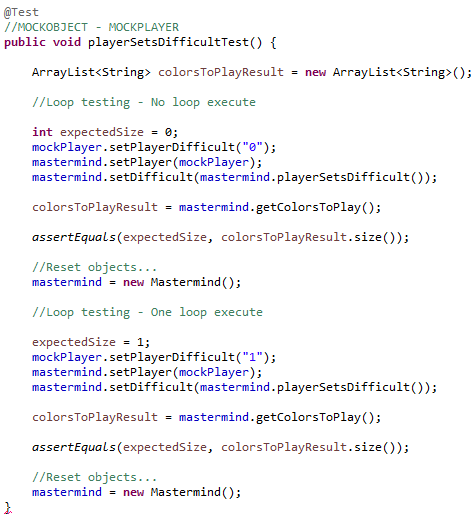 @Test
//MOCKOBJECT - MOCKPLAYER
public void playerSetsDifficultTest() {
ArrayList<String> colorsToPlayResult = new ArrayList<String>();
//Loop testing - No loop execute
int expectedSize = 0;
mockPlayer.setPlayerDifficult("0");
mastermind.setPlayer(mockPlayer);
mastermind.setDifficult(mastermind.playerSetsDifficult());
colorsToPlayResult = mastermind.getColorsToPlay();
assertEquals(expectedSize, colorsToPlayResult.size());
//Reset objects...
mastermind = new Mastermind();
//Loop testing - One loop execute
expectedSize = 1;
mockPlayer.setPlayerDifficult("1");
mastermind.setPlayer(mockPlayer);
mastermind.setDifficult(mastermind.playerSetsDifficult());
colorsToPlayResult = mastermind.getColorsToPlay();
assertEquals(expectedSize, colorsToPlayResult.size());
//Reset objects...
mastermind = new Mastermind();
}